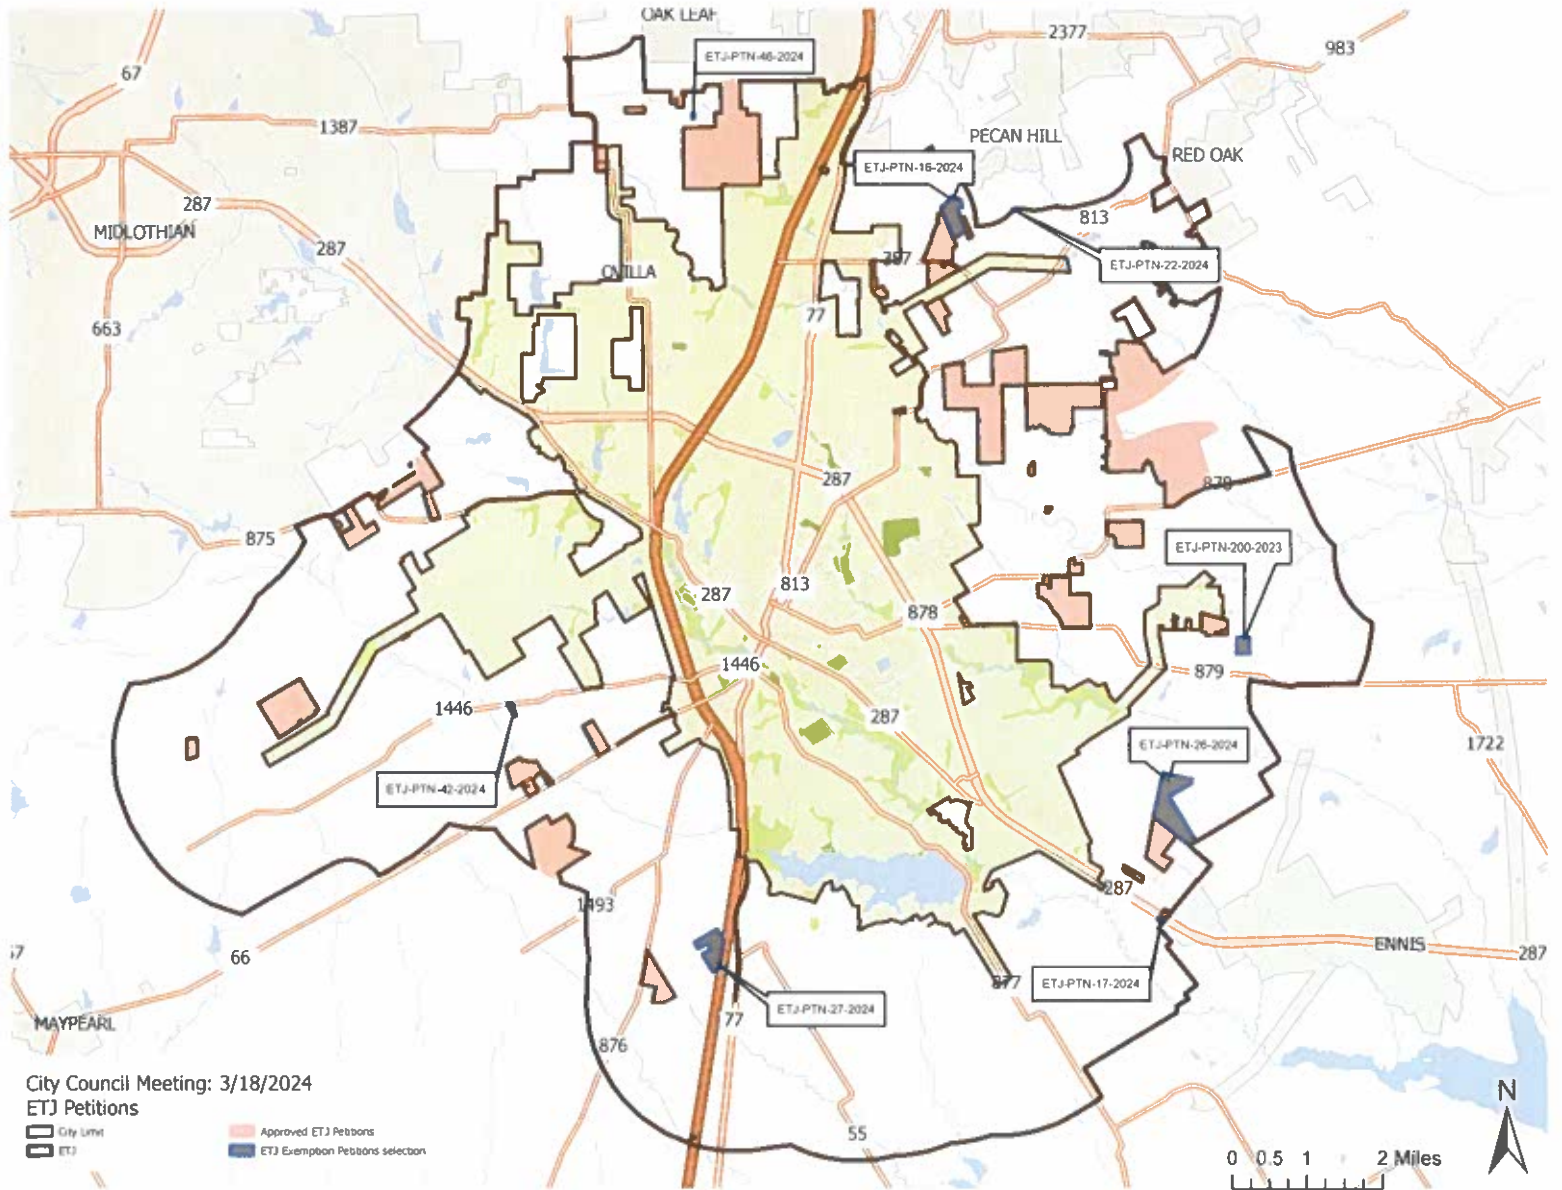 OAK LEAF
2377
983
67
ETJ-PTN-46-2024
1387
PECAN HILL
RED OAK
ETJ-PTN-16-2024
287
813
MIDLOTHIAN
287
287
ETJ-PTN-22-2024
OVILLA
77
663
287
879
875
ETJ-PTN-200-2023
287
813
878
1446
879
1446
287
ETJ-PTN-26-2024
1722
ETJ-PTN-42-2024
287
1493
ENNIS
287
66
877
ETJ-PTN-17-2024
ETJ-PTN-27-2024
77
MAYPEARL
876
City Council Meeting: 3/18/2024
ETJ Petitions
City Limit
ETJ
Approved ETJ Petitions
ETJ Exemption Petitions selection
55
N
0 0.5 1 2 Miles